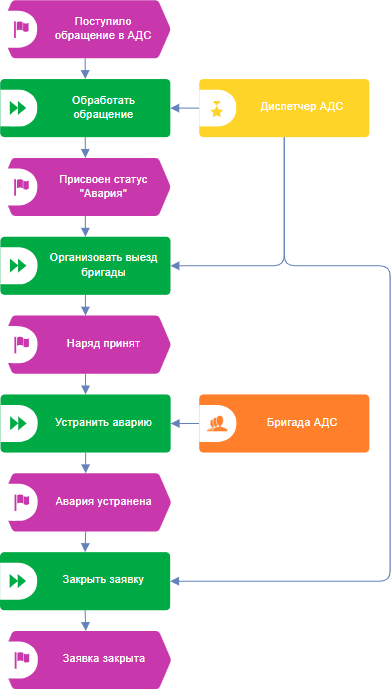 Поступило
обращение в АДС
Обработать
обращение
Диспетчер АДС
Присвоен статус
"Авария"
Организовать выезд
бригады
Наряд принят
Устранить аварию
Бригада АДС
Авария устранена
Закрыть заявку
Заявка закрыта